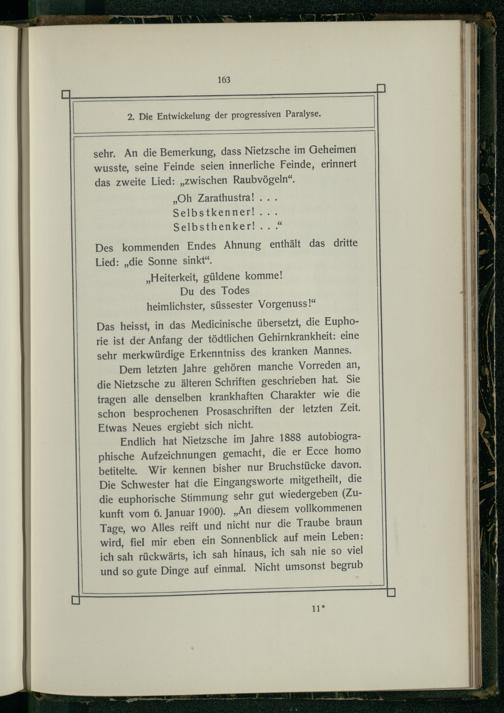 163
2. Die Entwickelung der progressiven Paralyse.
sehr. An die Bemerkung, dass Nietzsche im Geheimen
wusste, seine Feinde seien innerliche Feinde, erinnert
das zweite Lied: „zwischen Raubvögeln“.
„Oh Zarathustra! . . .
Selbstkenner! . . .
Selbsthenker! . . .“
Des kommenden Endes Ahnung enthält das dritte
Lied: „die Sonne sinkt“.
„Heiterkeit, güldene komme!
Du des Todes
heimlichster, süssester Vorgenuss!“
Das heisst, in das Medicinische übersetzt, die Eupho-
rie ist der Anfang der tödtlichen Gehirnkrankheit: eine
sehr merkwürdige Erkenntniss des kranken Mannes.
Dem letzten Jahre gehören manche Vorreden an,
die Nietzsche zu älteren Schriften geschrieben hat. Sie
tragen alle denselben krankhaften Charakter wie die
schon besprochenen Prosaschriften der letzten Zeit.
Etwas Neues ergiebt sich nicht.
Endlich hat Nietzsche im Jahre 1888 autobiogra-
phische Aufzeichnungen gemacht, die er Ecce homo
betitelte. Wir kennen bisher nur Bruchstücke davon.
Die Schwester hat die Eingangsworte mitgetheilt, die
die euphorische Stimmung sehr gut wiedergeben (Zu-
kunft vom 6. Januar 1900). „An diesem vollkommenen
Tage, wo Alles reift und nicht nur die Traube braun
wird, fiel mir eben ein Sonnenblick auf mein Leben:
ich sah rückwärts, ich sah hinaus, ich sah nie so viel
und so gute Dinge auf einmal. Nicht umsonst begrub
11*